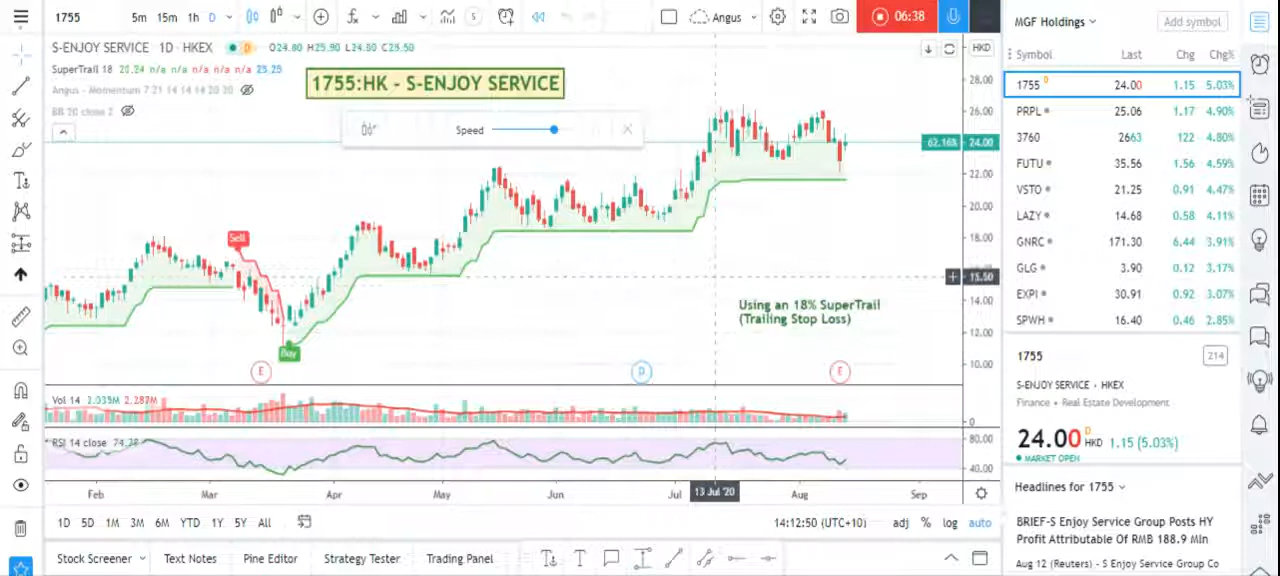 1755 5m 15m 1h D 5 Angus 06:38
S-ENJOY SERVICE 1D HKEX D O24.80 H25.90 L24.80 C25.50
SuperTrail 18 n/a n/a n/a n/a n/a
Angus - Momentum 7 21 14 14 14 20 20
BB 20 close 2
1755:HK - S-ENJOY SERVICE
Speed
HKD
28.00
26.00
62.16% 24.00
22.00
20.00
18.00
15.50
14.00
12.00
10.00
Sell
Buy
Using an 18% SuperTrail
(Trailing Stop Loss)
E D E
Vol 14
0
RSI 14 close
80.00
40.00
Feb Mar Apr May Jun Jul 13 Jul '20 Aug Sep
1D 5D 1M 3M 6M YTD 1Y 5Y All 14:12:50 (UTC+10) adj % log auto
Stock Screener Text Notes Pine Editor Strategy Tester Trading Panel
MGF Holdings Add symbol
Symbol Last Chg Chg%
1755 D 24.00 1.15 5.03%
PRPL 25.06 1.17 4.90%
3760 2663 122 4.80%
FUTU 35.56 1.56 4.59%
VSTO 21.25 0.91 4.47%
LAZY 14.68 0.58 4.11%
GNRC 171.30 6.44 3.91%
GLG 3.90 0.12 3.17%
EXPI 30.91 0.92 3.07%
SPWH 16.40 0.46 2.85%
1755 214
S-ENJOY SERVICE • HKEX
Finance • Real Estate Development
24.00 D HKD 1.15 (5.03%)
MARKET OPEN
Headlines for 1755
BRIEF-S Enjoy Service Group Posts HY
Profit Attributable Of RMB 188.9 Mln
Aug 12 (Reuters) - S Enjoy Service Group Co